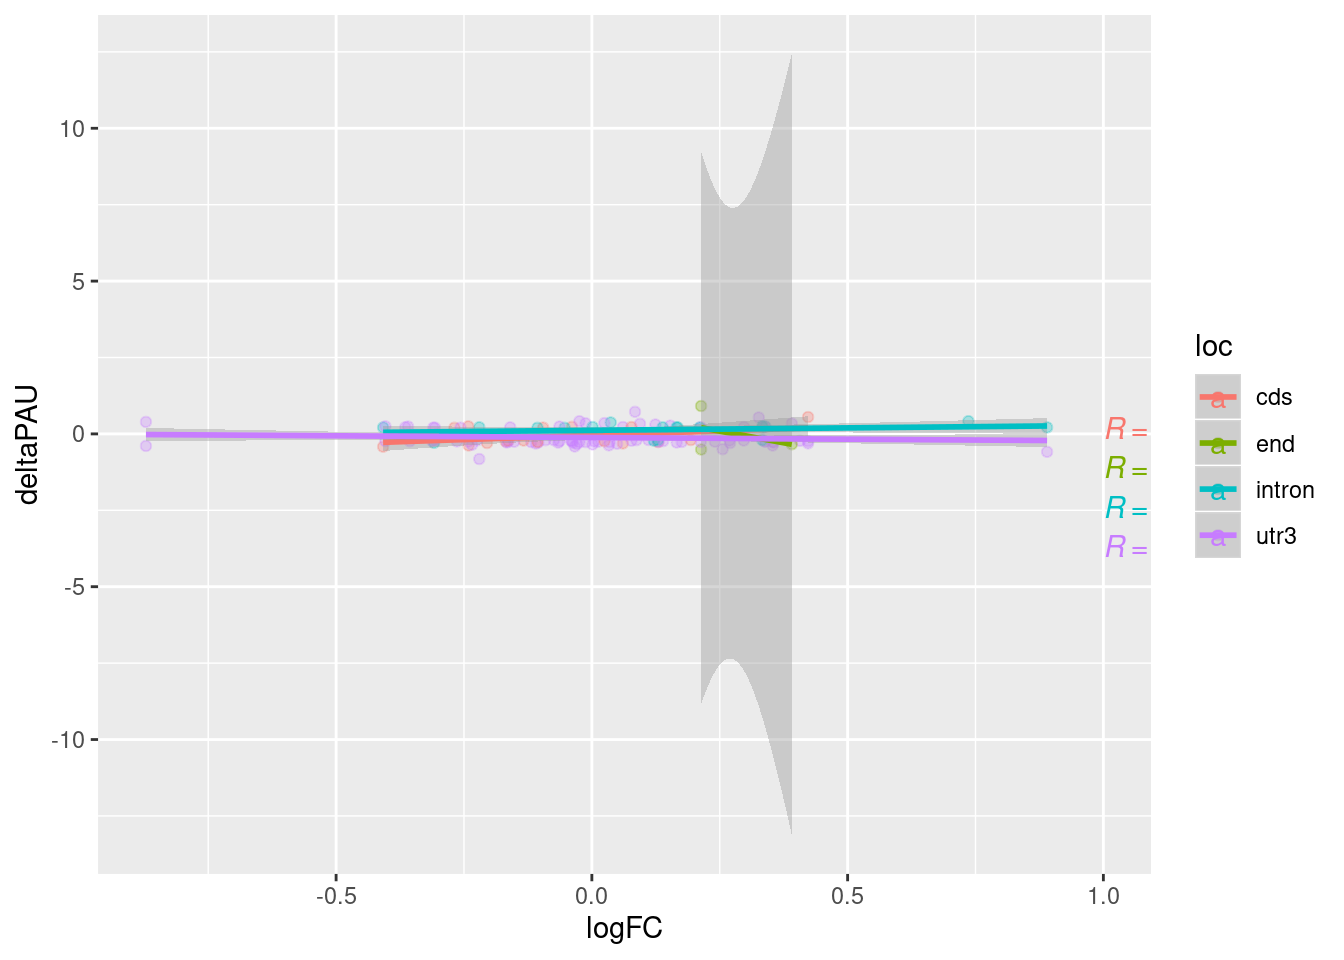 10
5
0
-5
-10
deltaPAU
-0.5 0.0 0.5 1.0
logFC
R =
R =
R =
R =
loc
a cds
a end
a intron
a utr3